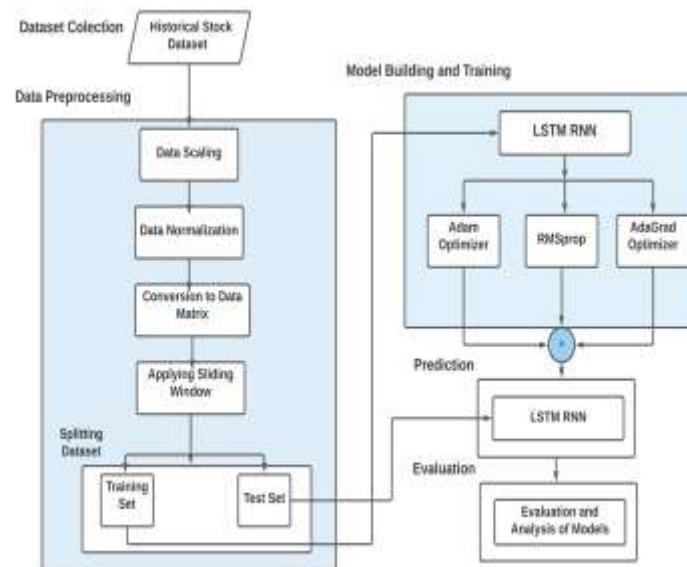 Dataset Colection
Historical Stock
Dataset
Data Preprocessing
Data Scaling
Data Normalization
Conversion to Data
Matrix
Applying Sliding
Window
Splitting
Dataset
Training
Set
Test Set
Model Building and Training
LSTM RNN
Adam
Optimizer
RMSprop
AdaGrad
Optimizer
Prediction
LSTM RNN
Evaluation
Evaluation and
Analysis of Models